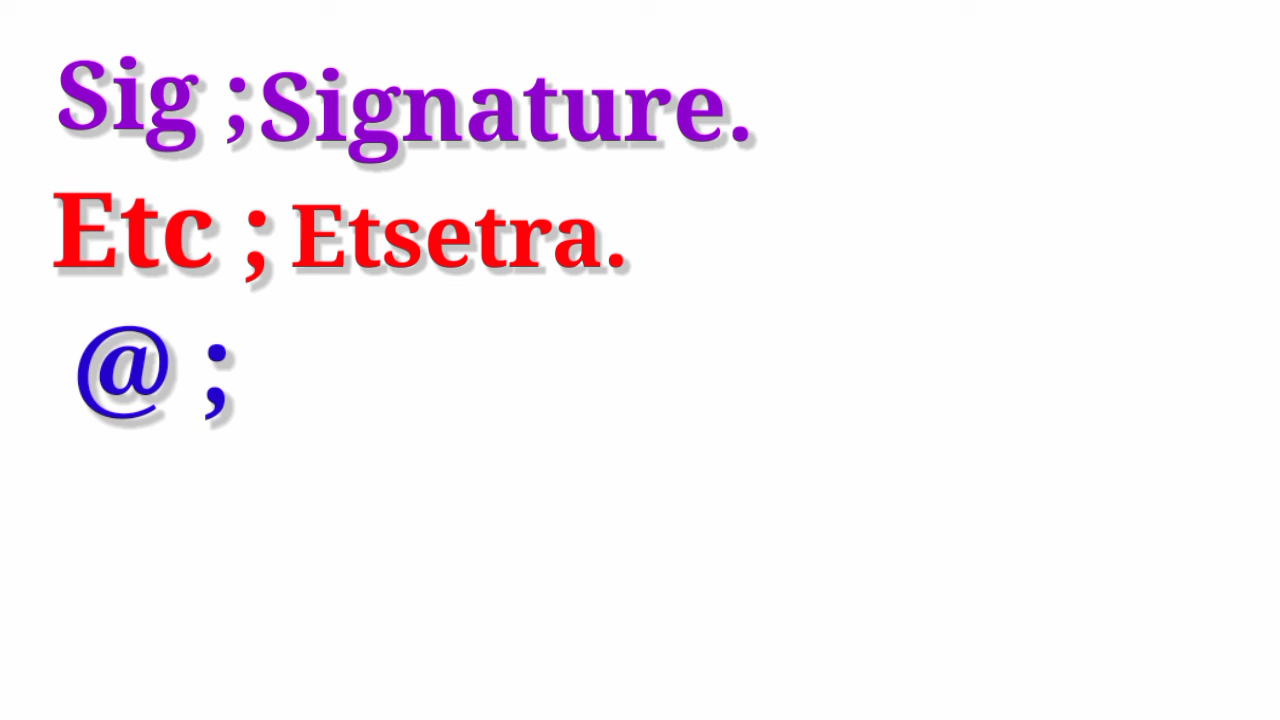 Sig ;Signature.
Etc ; Etsetra.
@ ;